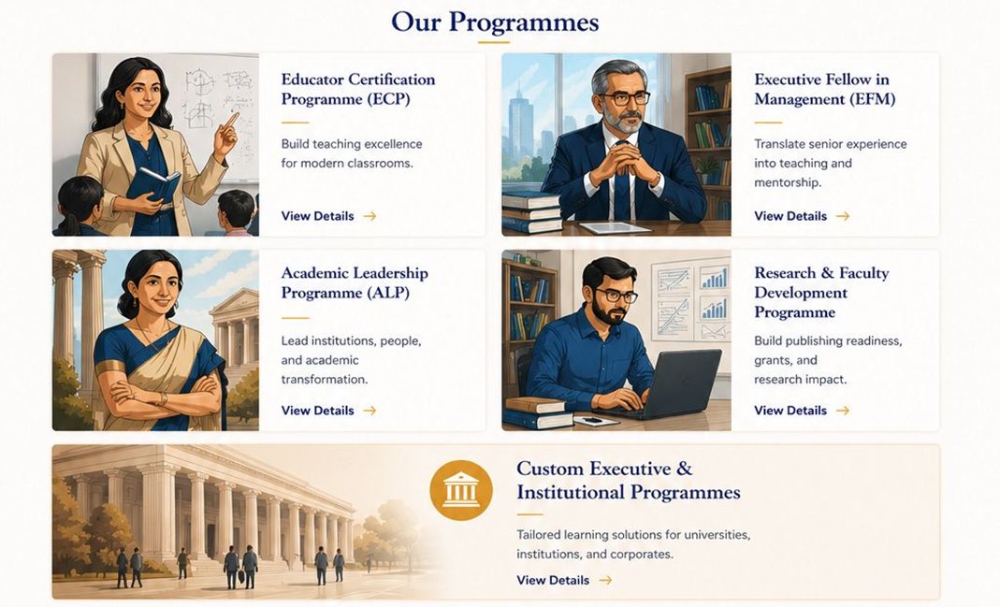 Our Programmes
Educator Certification
Programme (ECP)
Build teaching excellence
for modern classrooms.
View Details →
Executive Fellow in
Management (EFM)
Translate senior experience
into teaching and
mentorship.
View Details →
Academic Leadership
Programme (ALP)
Lead institutions, people,
and academic
transformation.
View Details →
Research & Faculty
Development
Programme
Build publishing readiness,
grants, and
research impact.
View Details →
Custom Executive &
Institutional Programmes
Tailored learning solutions for universities,
institutions, and corporates.
View Details →